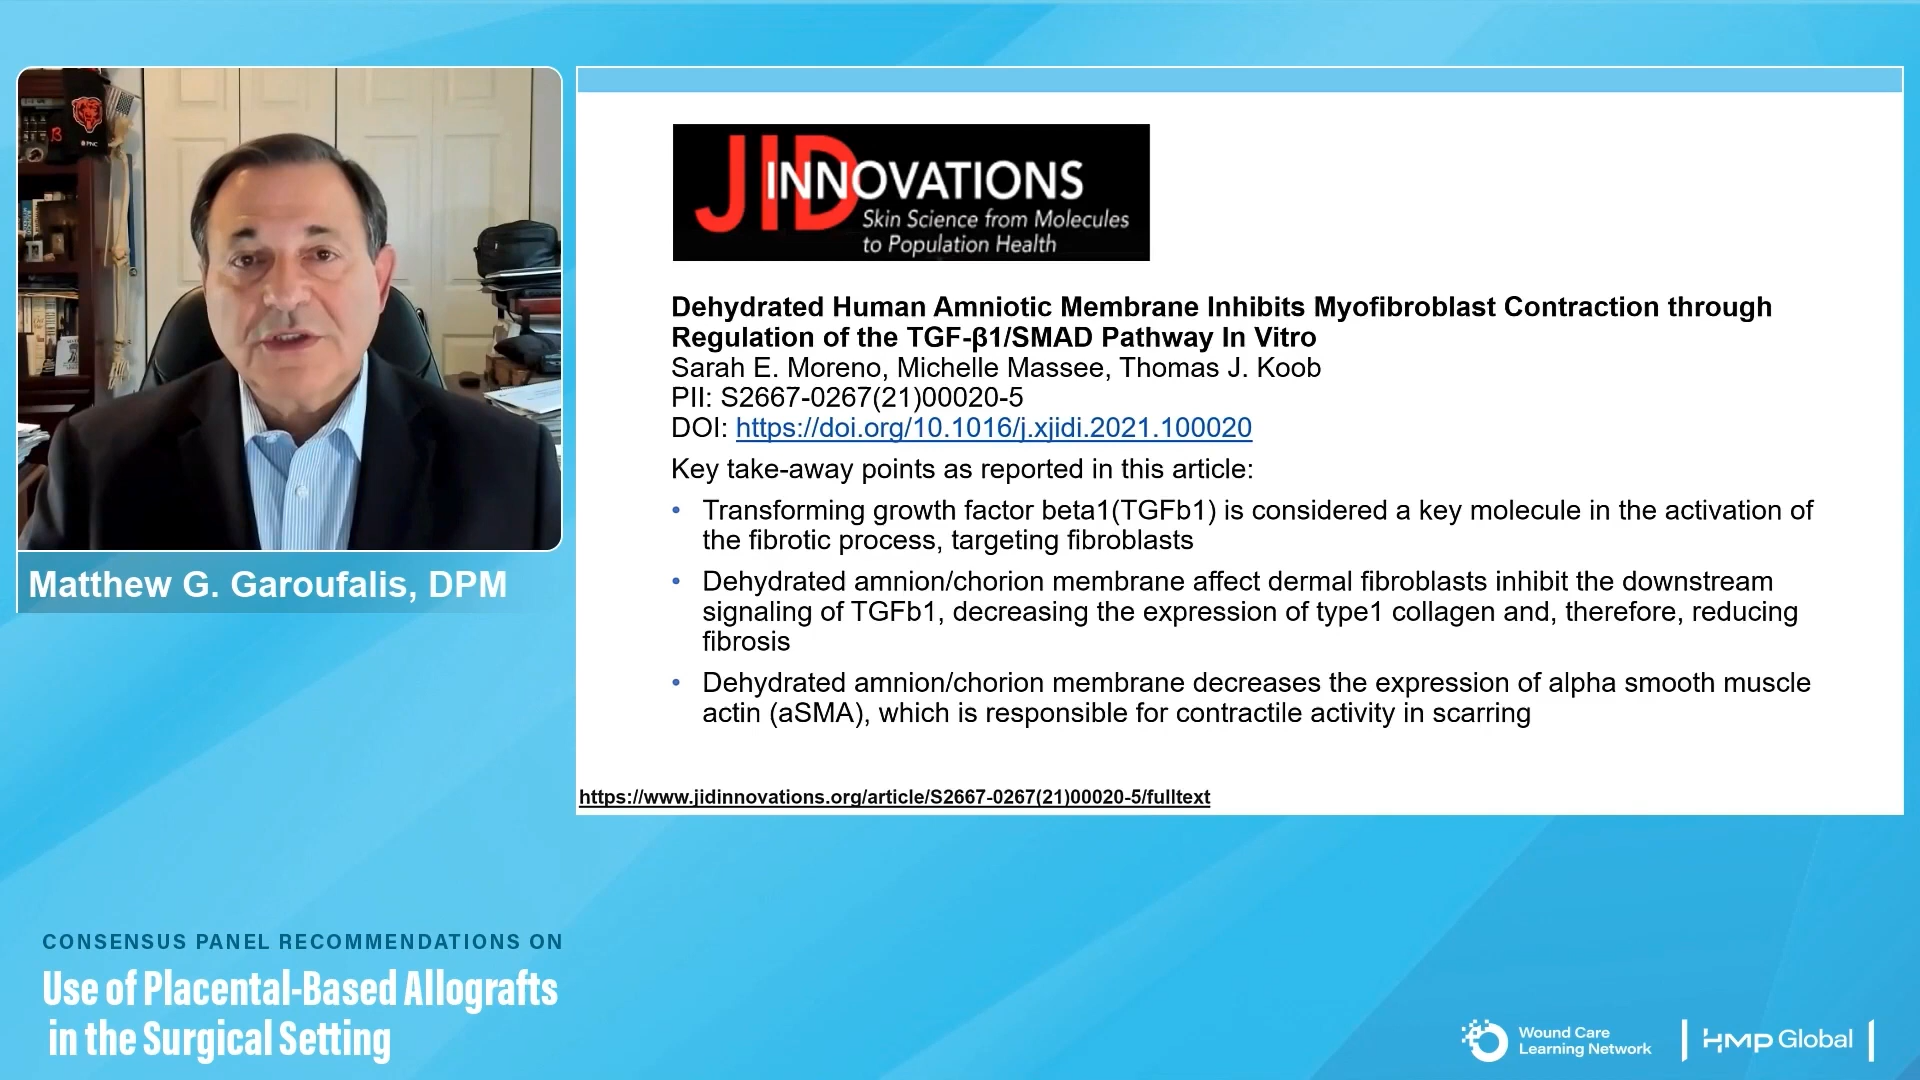 B
PNC
Matthew G. Garoufalis, DPM
JID
INNOVATIONS
Skin Science from Molecules
to Population Health
Dehydrated Human Amniotic Membrane Inhibits Myofibroblast Contraction through
Regulation of the TGF-β1/SMAD Pathway In Vitro
Sarah E. Moreno, Michelle Massee, Thomas J. Koob
PII: S2667-0267(21)00020-5
DOI: https://doi.org/10.1016/j.xjidi.2021.100020
Key take-away points as reported in this article:
• Transforming growth factor beta1(TGFb1) is considered a key molecule in the activation of
the fibrotic process, targeting fibroblasts
• Dehydrated amnion/chorion membrane affect dermal fibroblasts inhibit the downstream
signaling of TGFb1, decreasing the expression of type1 collagen and, therefore, reducing
fibrosis
• Dehydrated amnion/chorion membrane decreases the expression of alpha smooth muscle
actin (aSMA), which is responsible for contractile activity in scarring
https://www.jidinnovations.org/article/S2667-0267(21)00020-5/fulltext
CONSENSUS PANEL RECOMMENDATIONS ON
Use of Placental-Based Allografts
in the Surgical Setting
Wound Care
Learning Network
HMP Global